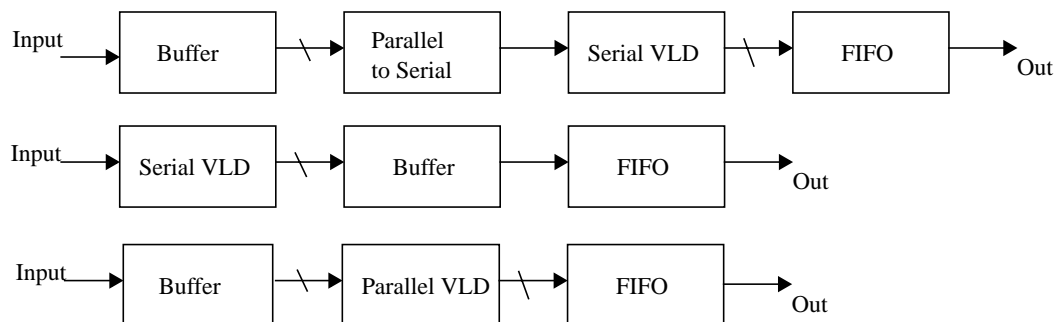 Input
Buffer
Parallel
to Serial
Serial VLD
FIFO
Out
Input
Serial VLD
Buffer
FIFO
Out
Input
Buffer
Parallel VLD
FIFO
Out